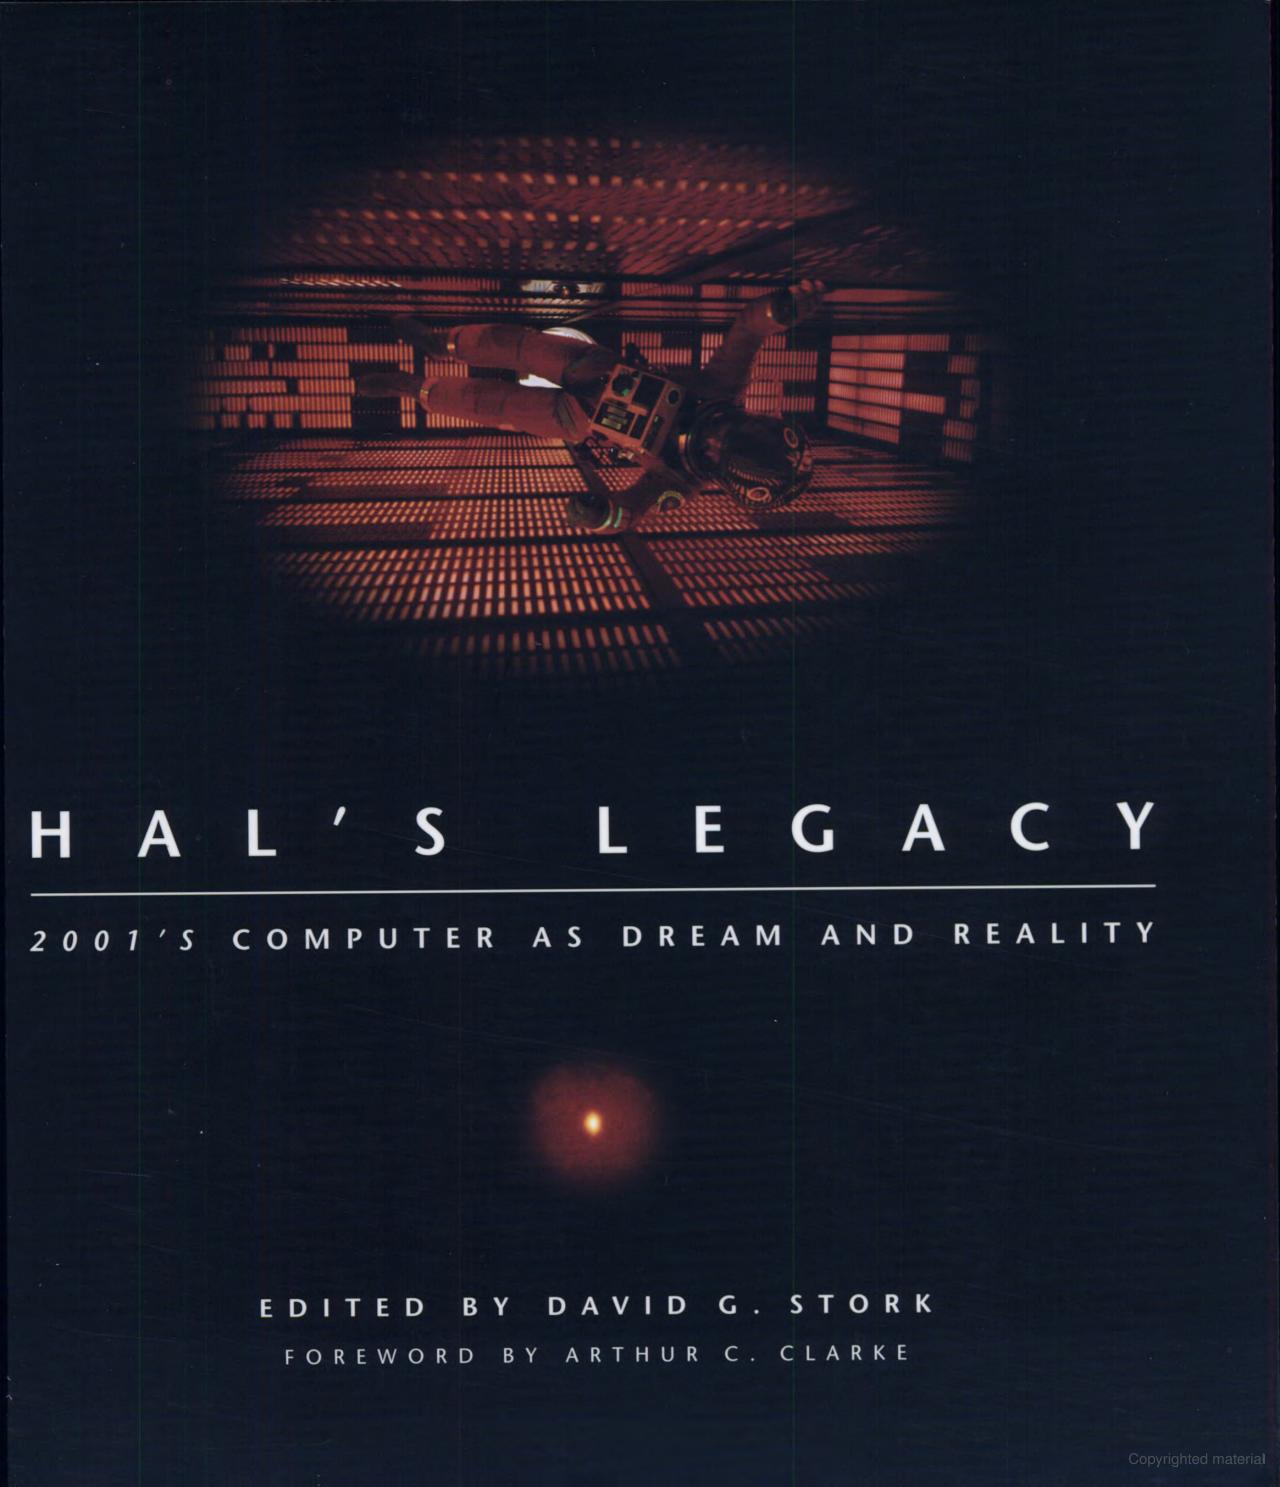 HAL'S LEGACY
2001'S COMPUTER AS DREAM AND REALITY
EDITED BY DAVID G. STORK
FOREWORD BY ARTHUR C. CLARKE
Copyrighted material